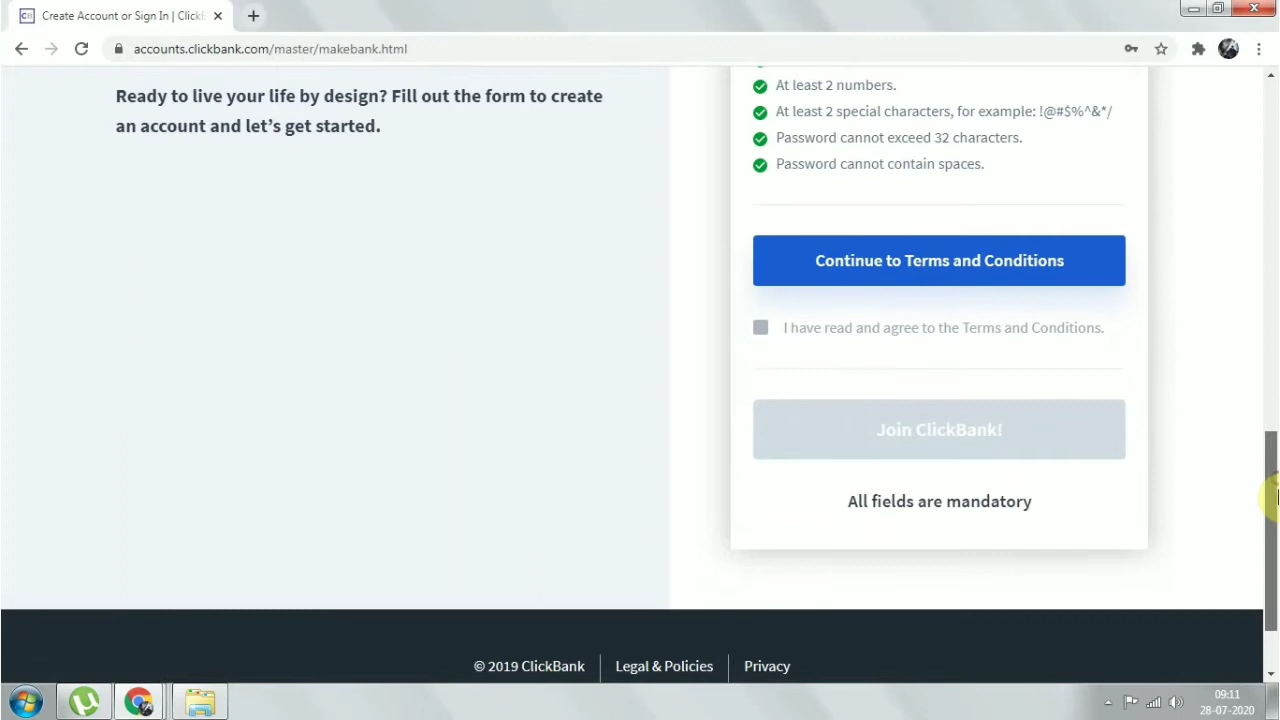 Create Account or Sign In | Click
accounts.clickbank.com/master/makebank.html
Ready to live your life by design? Fill out the form to create
an account and let's get started.
At least 2 numbers.
At least 2 special characters, for example: !@#$%^&*/
Password cannot exceed 32 characters.
Password cannot contain spaces.
Continue to Terms and Conditions
I have read and agree to the Terms and Conditions.
Join ClickBank!
All fields are mandatory
© 2019 ClickBank
Legal & Policies
Privacy
09:11
28-07-2020